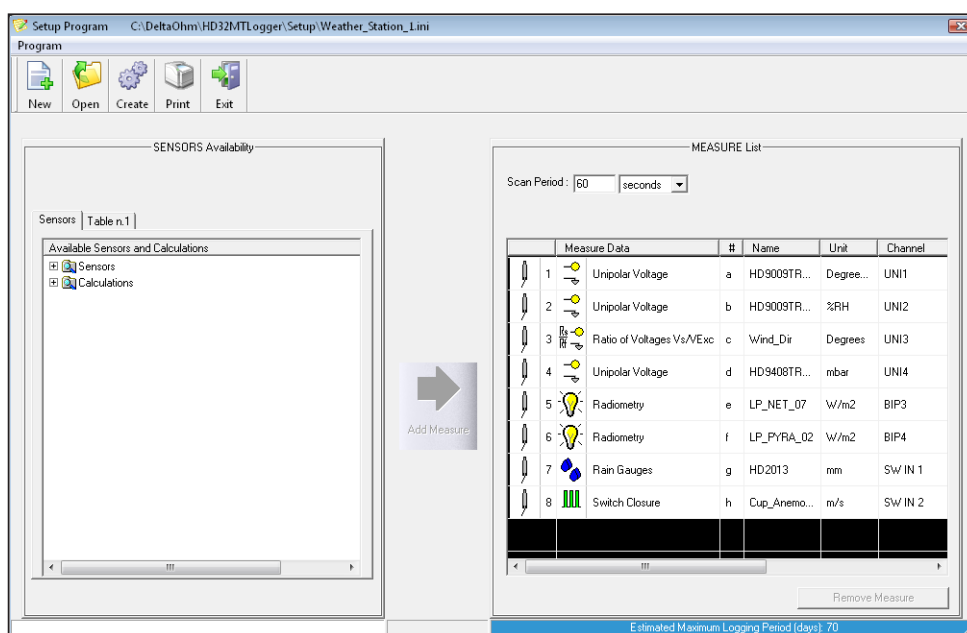 Setup Program C:\DeltaOhm\HD32MTLogger\Setup\Weather_Station_1.ini
Program
New Open Create Print Exit
SENSORS Availability
Sensors Table n.1
Available Sensors and Calculations
Sensors
Calculations
Add Measure
MEASURE List
Scan Period : 60 seconds
Measure Data # Name Unit Channel
1 Unipolar Voltage a HD9009TR... Degree... UNI1
2 Unipolar Voltage b HD9009TR... %RH UNI2
3 Rs Rf Ratio of Voltages Vs/VExc c Wind_Dir Degrees UNI3
4 Unipolar Voltage d HD9408TR... mbar UNI4
5 Radiometry e LP_NET_07 W/m2 BIP3
6 Radiometry f LP_PYRA_02 W/m2 BIP4
7 Rain Gauges g HD2013 mm SW IN 1
8 Switch Closure h Cup_Anemo... m/s SW IN 2
Remove Measure
Estimated Maximum Logging Period (days): 70